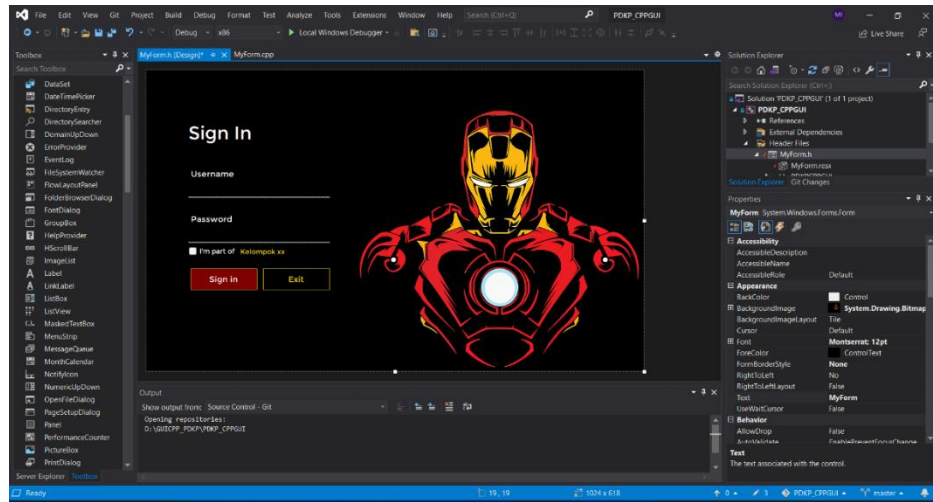 File Edit View Git Project Build Debug Format Test Analyze Tools Extensions Window Help Search (Ctrl+Q) PDKP_CPPGUI MI
Debug x86 Local Windows Debugger Live Share
Toolbox
Search Toolbox
DataSet
DateTimePicker
DirectoryEntry
DirectorySearcher
DomainUpDown
ErrorProvider
EventLog
FileSystemWatcher
FlowLayoutPanel
FolderBrowserDialog
FontDialog
GroupBox
HelpProvider
HScrollBar
ImageList
Label
LinkLabel
ListBox
ListView
MaskedTextBox
MenuStrip
MessageQueue
MonthCalendar
NotifyIcon
NumericUpDown
OpenFileDialog
PageSetupDialog
Panel
PerformanceCounter
PictureBox
PrintDialog
Server Explorer Toolbox
MyForm.h [Design]* MyForm.cpp
Sign In
Username
Password
I'm part of Kelompok xx
Sign in Exit
Output
Show output from: Source Control - Git
Opening repositories:
D:\GUICPP_PDKP\PDKP_CPPGUI
Solution Explorer
Search Solution Explorer (Ctrl+;)
Solution 'PDKP_CPPGUI' (1 of 1 project)
PDKP_CPPGUI
References
External Dependencies
Header Files
MyForm.h
MyForm.resx
Solution Explorer Git Changes
Properties
MyForm System.Windows.Forms.Form
Accessibility
AccessibleDescription
AccessibleName
AccessibleRole Default
Appearance
BackColor Control
BackgroundImage System.Drawing.Bitmap
BackgroundImageLayout Tile
Cursor Default
Font Montserrat; 12pt
ForeColor ControlText
FormBorderStyle None
RightToLeft No
RightToLeftLayout False
Text MyForm
UseWaitCursor False
Behavior
AllowDrop False
AutoValidate EnablePreventFocusChange
Text
The text associated with the control.
Ready 19 , 19 1024 x 618 0 3 PDKP_CPPGUI master